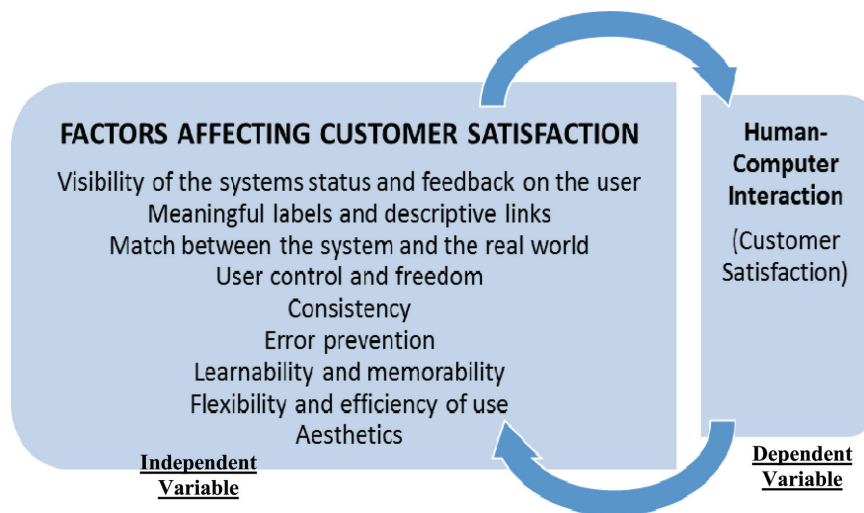 FACTORS AFFECTING CUSTOMER SATISFACTION
Visibility of the systems status and feedback on the user
Meaningful labels and descriptive links
Match between the system and the real world
User control and freedom
Consistency
Error prevention
Learnability and memorability
Flexibility and efficiency of use
Aesthetics
Independent
Variable
Human-
Computer
Interaction
(Customer
Satisfaction)
Dependent
Variable